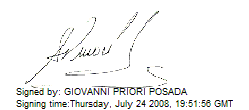 Signed by: GIOVANNI PRIORI POSADA
Signing time:Thursday, July 24 2008, 19:51:56 GMT